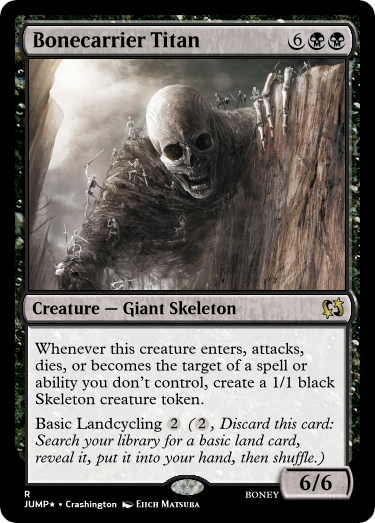 Bonecarrier Titan 6
Creature — Giant Skeleton
Whenever this creature enters, attacks,
dies, or becomes the target of a spell or
ability you don't control, create a 1/1 black
Skeleton creature token.
Basic Landcycling 2 (2, Discard this card:
Search your library for a basic land card,
reveal it, put it into your hand, then shuffle.)
6/6
R
BONEY
JUMP★ • Crashington Eiich Matsuba